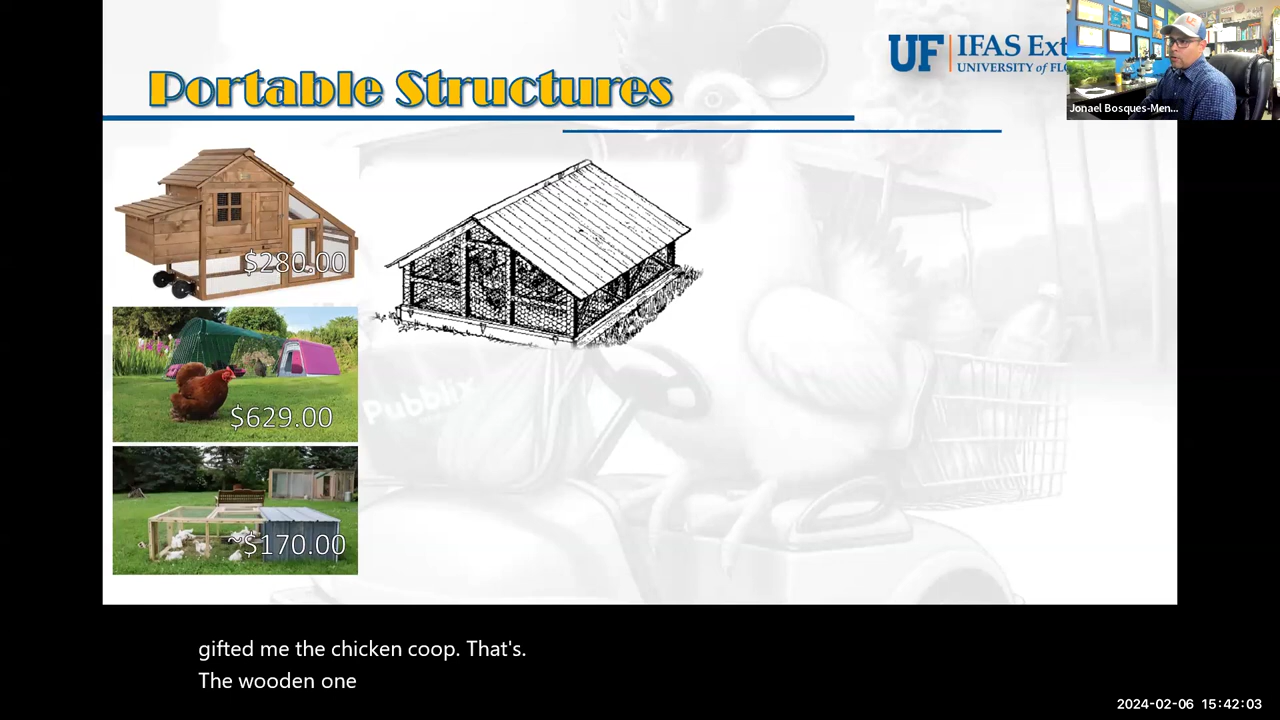 Portable Structures
UF IFAS Ext
UNIVERSITY of FLO
Jonael Bosques-Men...
$280.00
$629.00
~$170.00
Pubblix
gifted me the chicken coop. That's.
The wooden one
2024-02-06 15:42:03